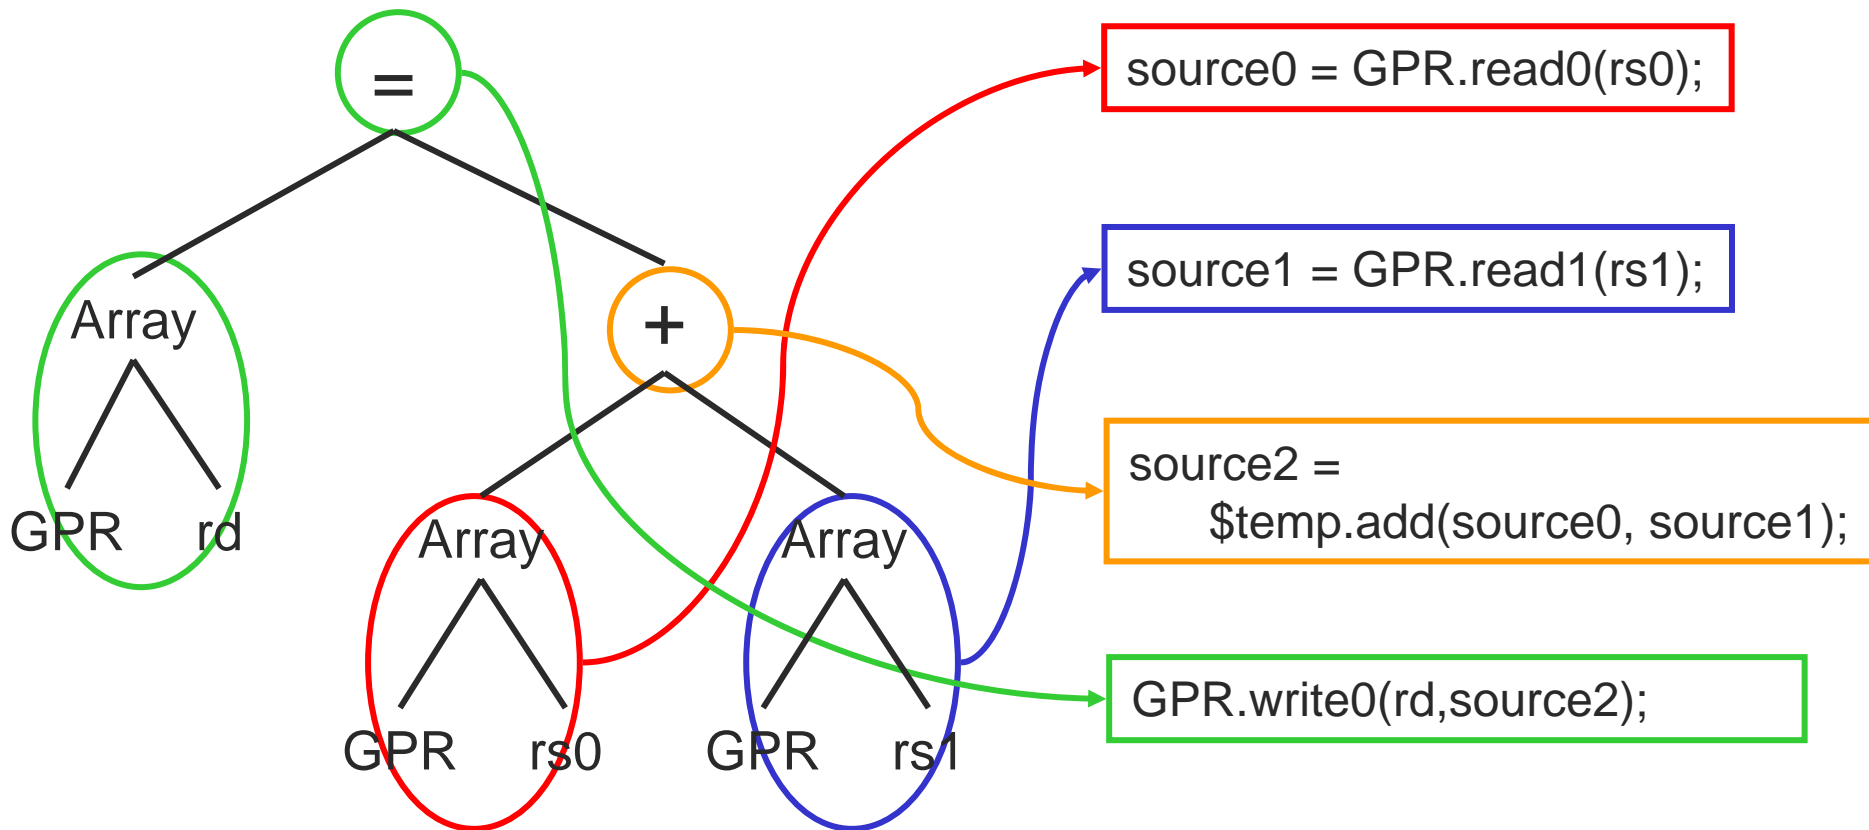 =
source0 = GPR.read0(rs0);
source1 = GPR.read1(rs1);
Array
+
source2 =
$temp.add(source0, source1);
GPR rd
Array Array
GPR.write0(rd,source2);
GPR rs0 GPR rs1